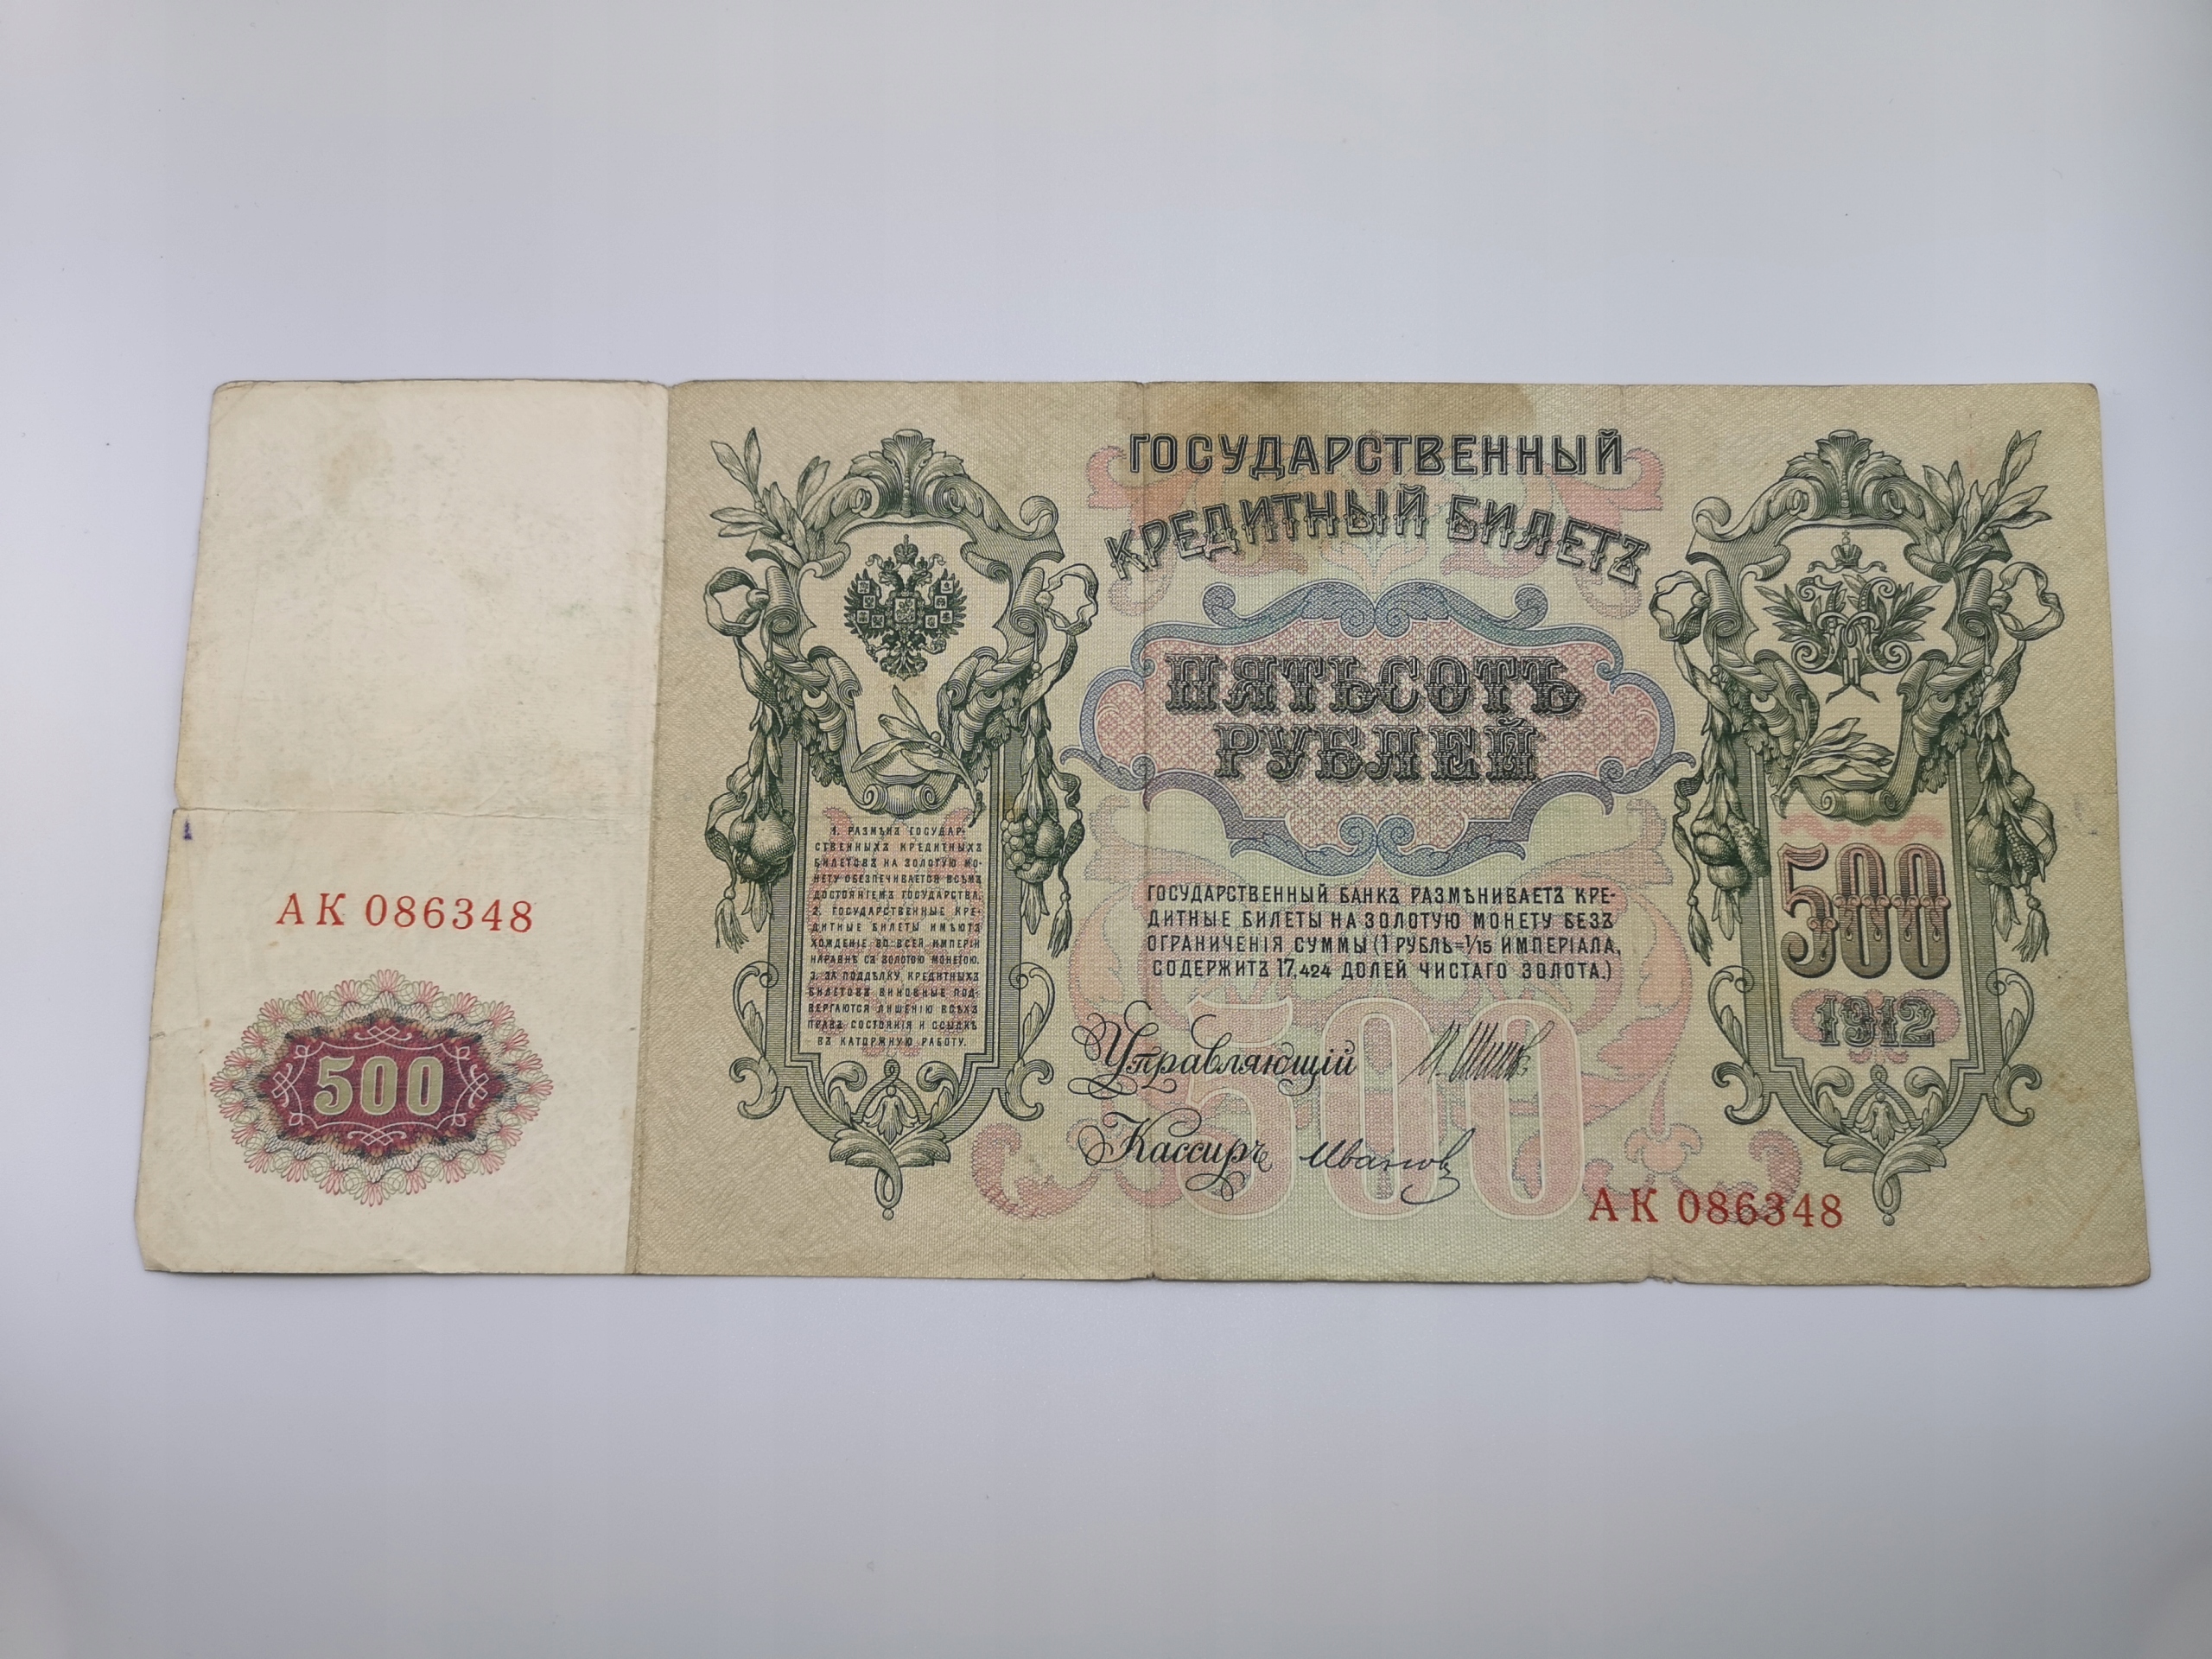 ГОСУДАРСТВЕННЫЙ
КРЕДИТНЫЙ БИЛЕТЪ
ПЯТЬСОТЪ
РУБЛЕЙ
1. РАЗМѢНЪ ГОСУДАР-
СТВЕННЫХЪ КРЕДИТНЫХЪ
БИЛЕТОВЪ НА ЗОЛОТУЮ МО-
НЕТУ ОБЕЗПЕЧИВАЕТСЯ ВСѢМЪ
ДОСТОЯНІЕМЪ ГОСУДАРСТВА.
2. ГОСУДАРСТВЕННЫЕ КРЕ-
ДИТНЫЕ БИЛЕТЫ ИМѢЮТЪ
ХОЖДЕНІЕ ВО ВСЕЙ ИМПЕРІИ
НАРАВНѢ СЪ ЗОЛОТОЮ МОНЕТОЮ.
3. ЗА ПОДДѢЛКУ КРЕДИТНЫХЪ
БИЛЕТОВЪ ВИНОВНЫЕ ПОД-
ВЕРГАЮТСЯ ЛИШЕНІЮ ВСѢХЪ
ПРАВЪ СОСТОЯНІЯ И ССЫЛКѢ
ВЪ КАТОРЖНУЮ РАБОТУ.
ГОСУДАРСТВЕННЫЙ БАНКЪ РАЗМѢНИВАЕТЪ КРЕ-
ДИТНЫЕ БИЛЕТЫ НА ЗОЛОТУЮ МОНЕТУ БЕЗЪ
ОГРАНИЧЕНІЯ СУММЫ (1 РУБЛЬ=1/15 ИМПЕРІАЛА,
СОДЕРЖИТЪ 17,424 ДОЛЕЙ ЧИСТАГО ЗОЛОТА.)
500
1912
АК 086348
500
500
Управляющій И. Шиповъ
Кассиръ Ивановъ
АК 086348